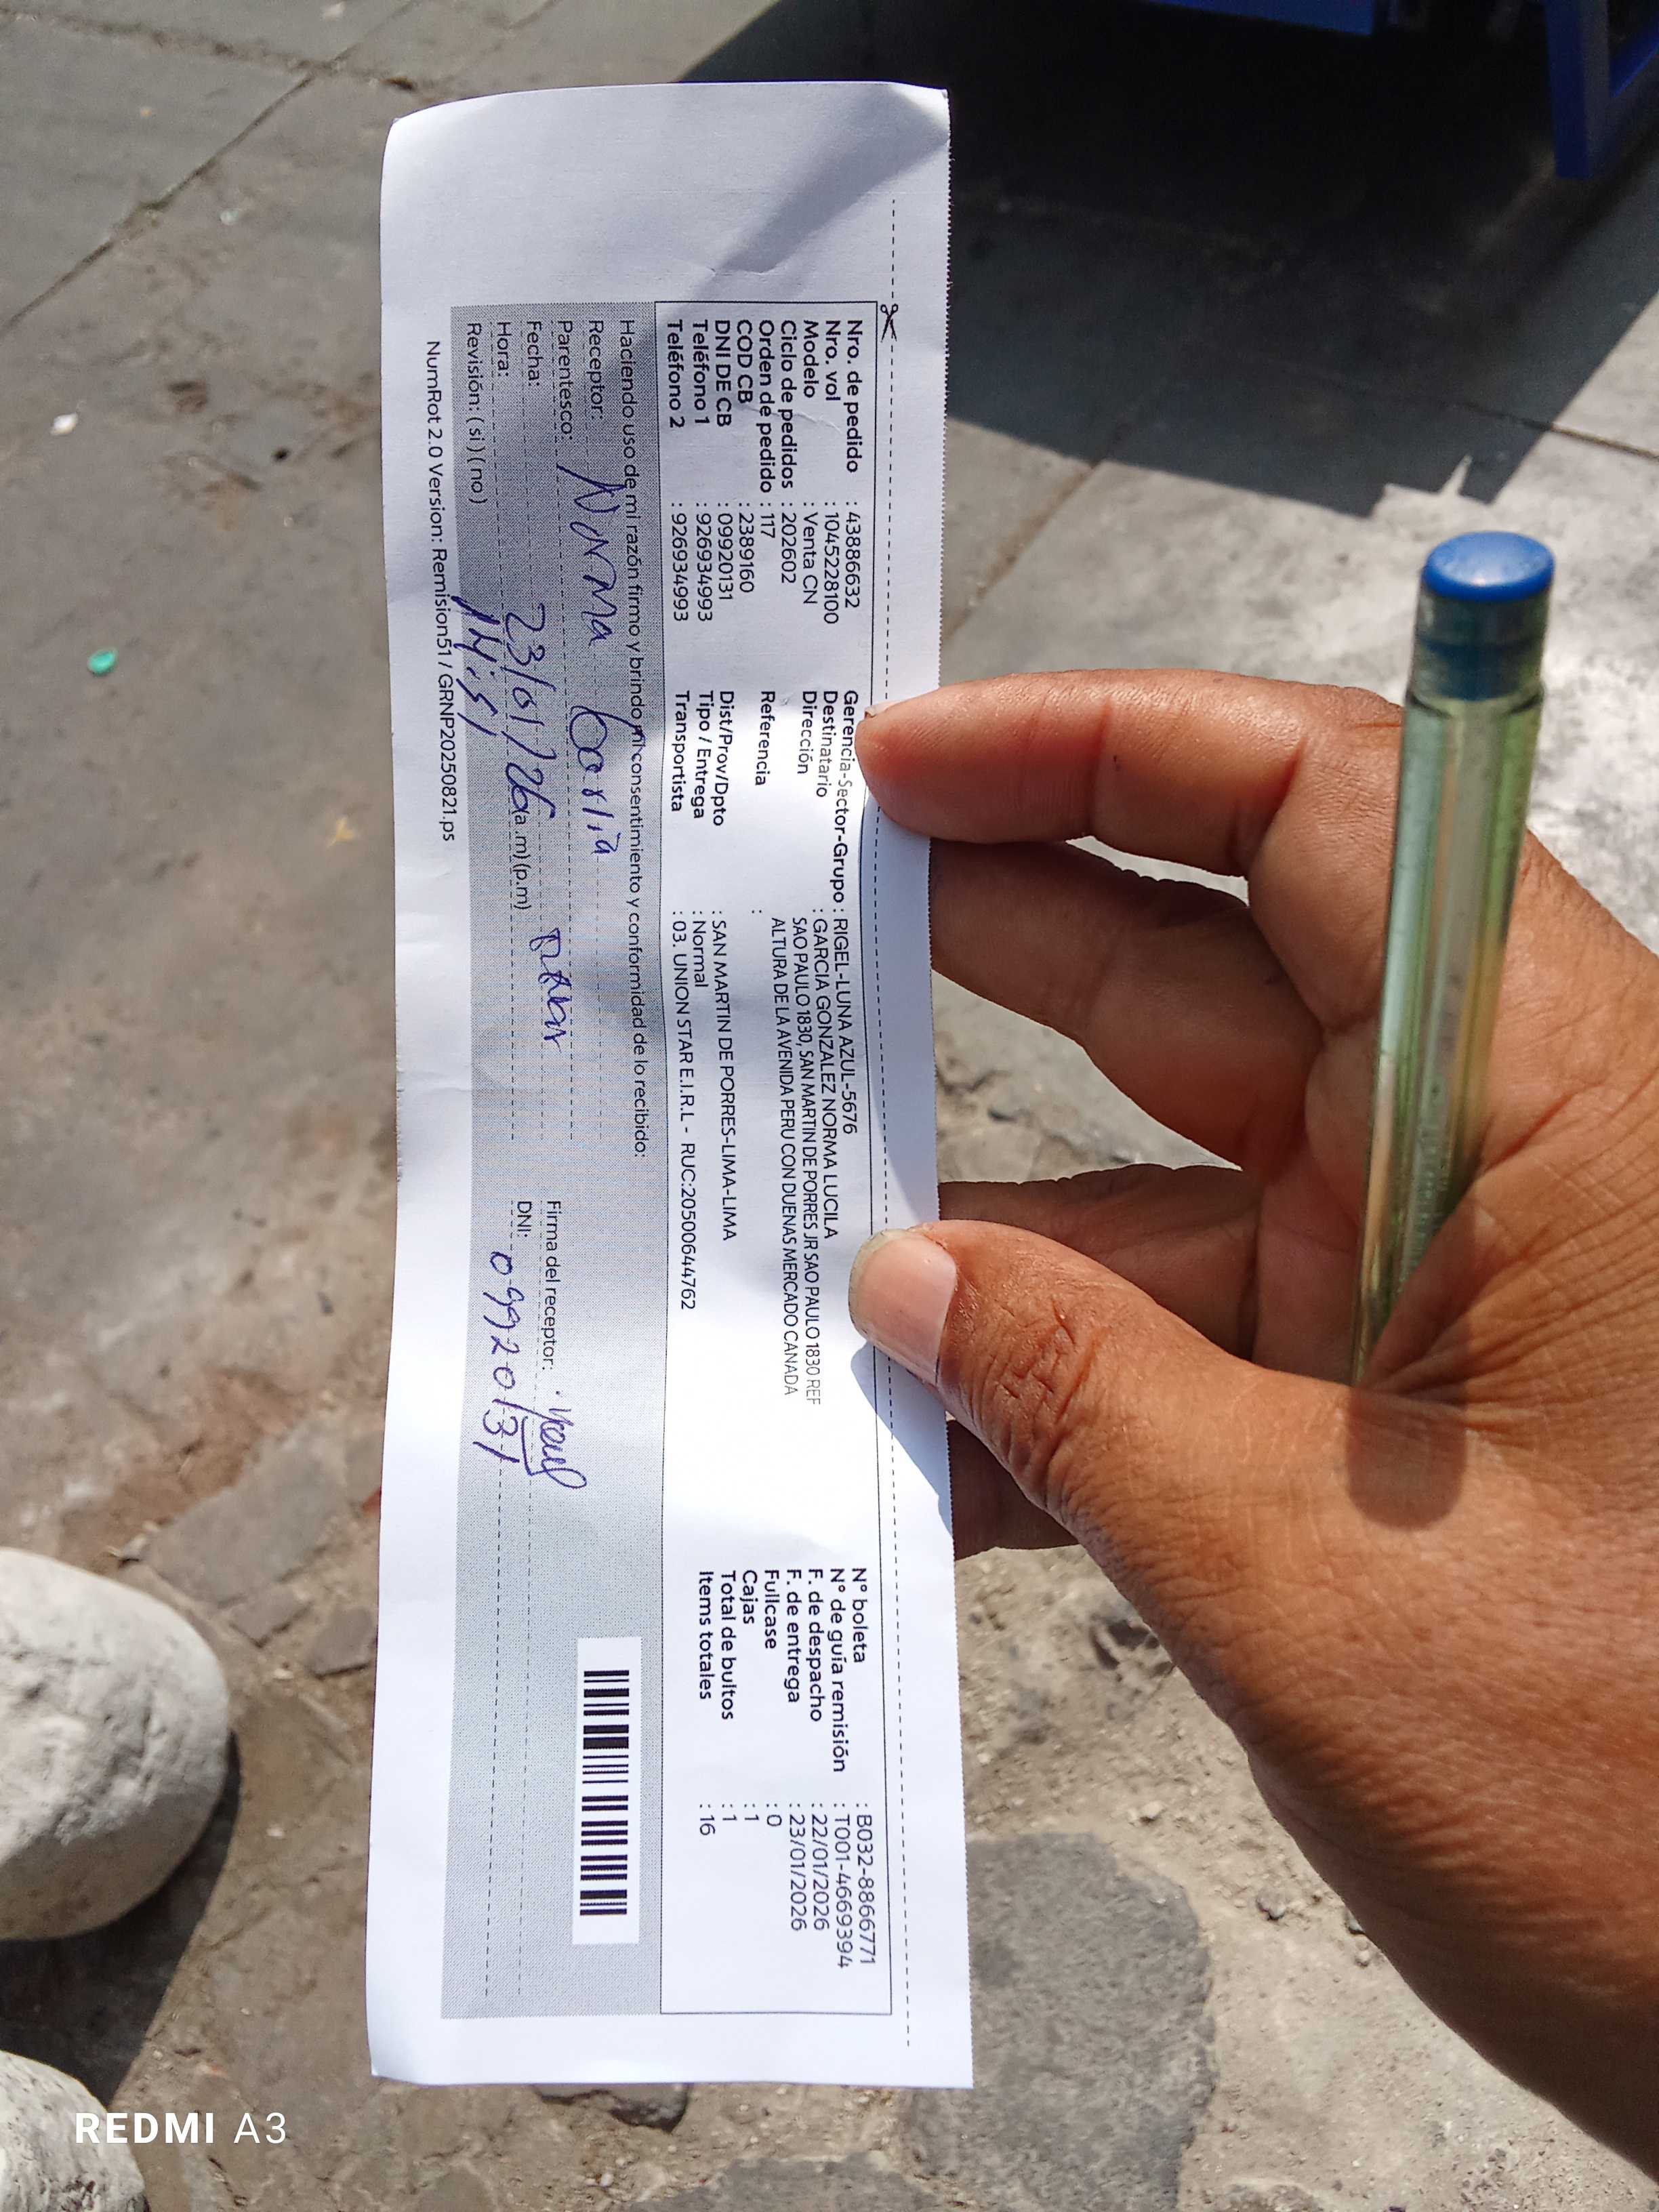 Nro. de pedido : 43886632
Nro. vol : 1045228100
Modelo : Venta CN
Ciclo de pedidos : 202602
Orden de pedido : 117
COD CB : 2389160
DNI DE CB : 09920131
Teléfono 1 : 926934993
Teléfono 2 : 926934993
Gerencia-Sector-Grupo : RIGEL-LUNA AZUL-5676
Destinatario : GARCIA GONZALEZ NORMA LUCILA
Dirección SAO PAULO 1830, SAN MARTIN DE PORRES JR SAO PAULO 1830 REF
ALTURA DE LA AVENIDA PERU CON DUENAS MERCADO CANADA
Referencia :
Dist/Prov/Dpto : SAN MARTIN DE PORRES-LIMA-LIMA
Tipo / Entrega : Normal
Transportista : 03. UNION STAR E.I.R.L - RUC:20500644762
N° boleta : B032-88666771
N° de guía remisión : T001-4669394
F. de despacho : 22/01/2026
F. de entrega : 23/01/2026
Fullcase : 0
Cajas : 1
Total de bultos : 1
Items totales : 16
Haciendo uso de mi razón firmo y brindo mi consentimiento y conformidad de lo recibido:
Receptor: Norma
Parentesco:
Fecha: 23/01/26
Hora: 14:51 (a.m) (p.m)
Revisión: ( si ) ( no )
Firma del receptor:
DNI: 09920131
NumRot 2.0 Version: Remision51 / GRNP20250821.ps
REDMI A3